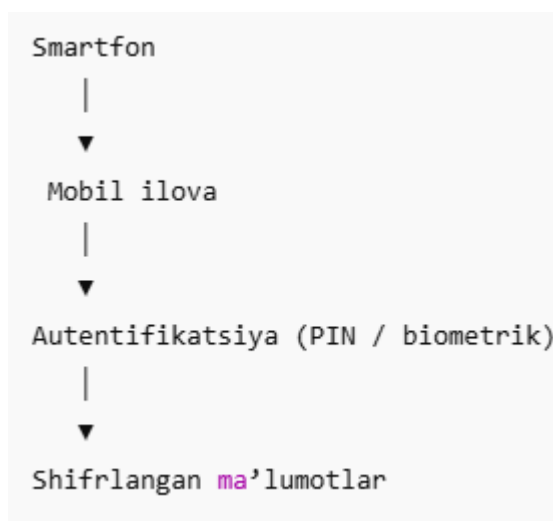 Smartfon
Mobil ilova
Autentifikatsiya (PIN / biometrik)
Shifrlangan ma’lumotlar